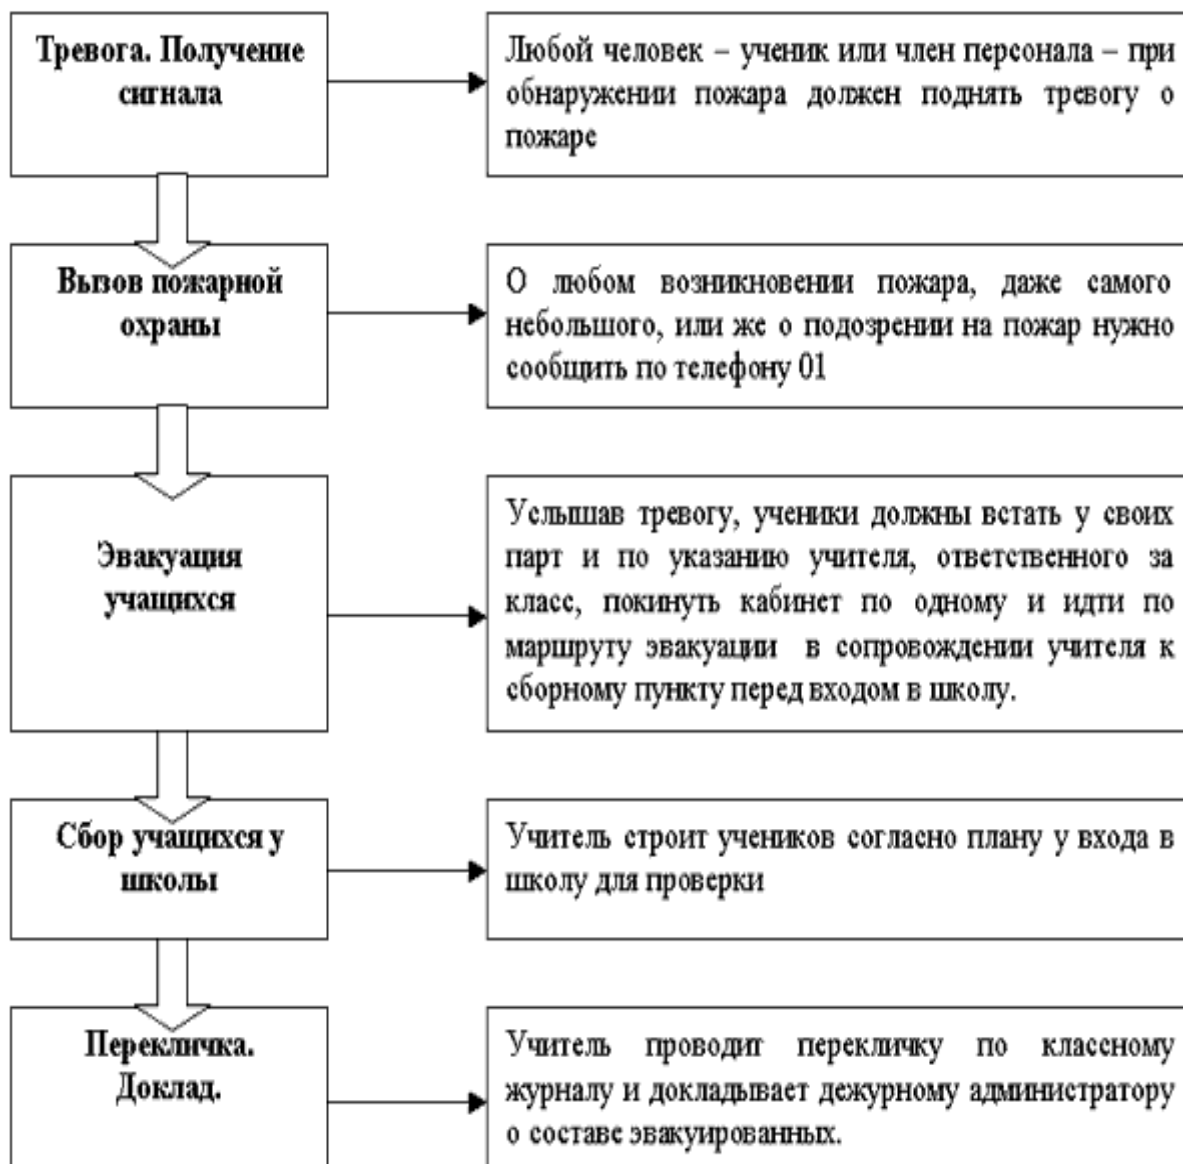 Тревога. Получение
сигнала
Любой человек – ученик или член персонала – при
обнаружении пожара должен поднять тревогу о
пожаре
Вызов пожарной
охраны
О любом возникновении пожара, даже самого
небольшого, или же о подозрении на пожар нужно
сообщить по телефону 01
Эвакуация
учащихся
Услышав тревогу, ученики должны встать у своих
парт и по указанию учителя, ответственного за
класс, покинуть кабинет по одному и идти по
маршруту эвакуации в сопровождении учителя к
сборному пункту перед входом в школу.
Сбор учащихся у
школы
Учитель строит учеников согласно плану у входа в
школу для проверки
Перекличка.
Доклад.
Учитель проводит перекличку по классному
журналу и докладывает дежурному администратору
о составе эвакуированных.